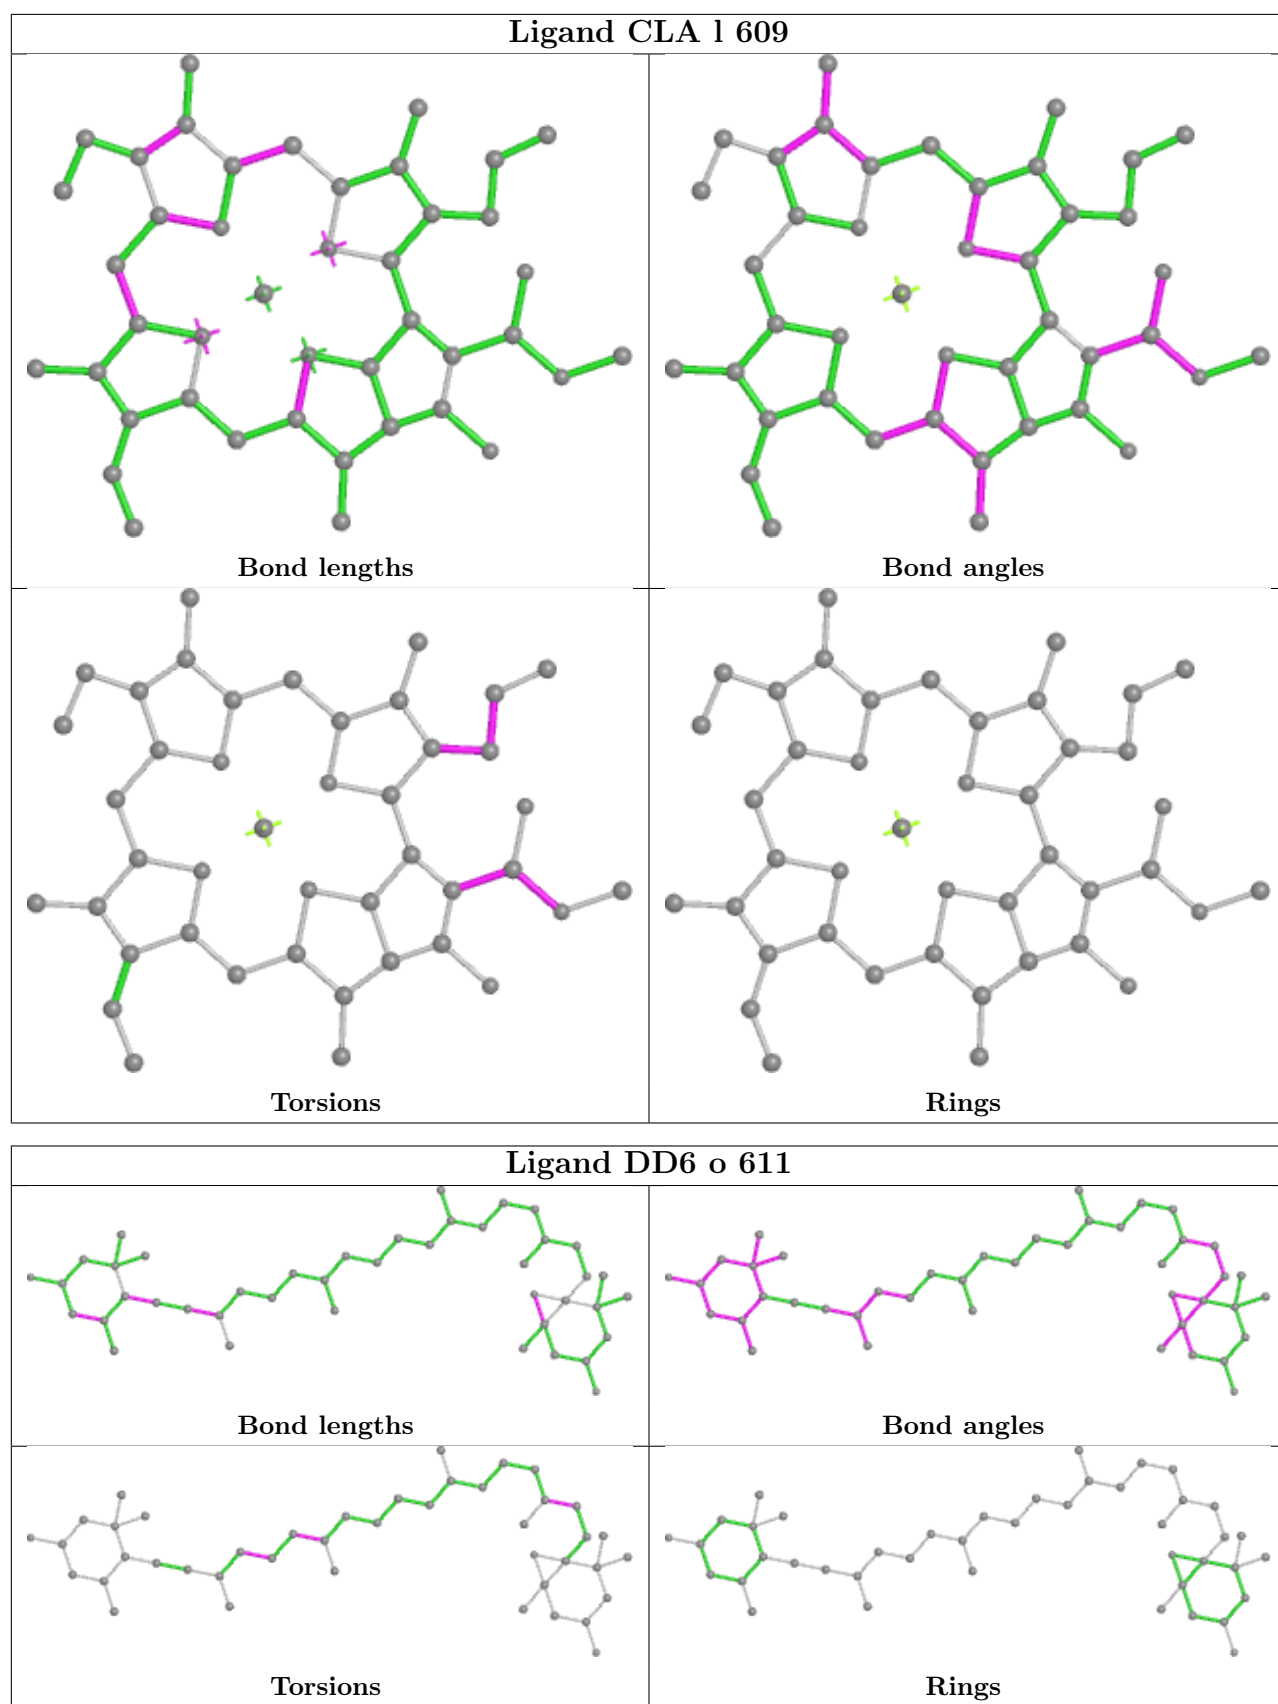 Ligand CLA l 609
Bond lengths
Bond angles
Torsions
Rings
Ligand DD6 o 611
Bond lengths
Bond angles
Torsions
Rings